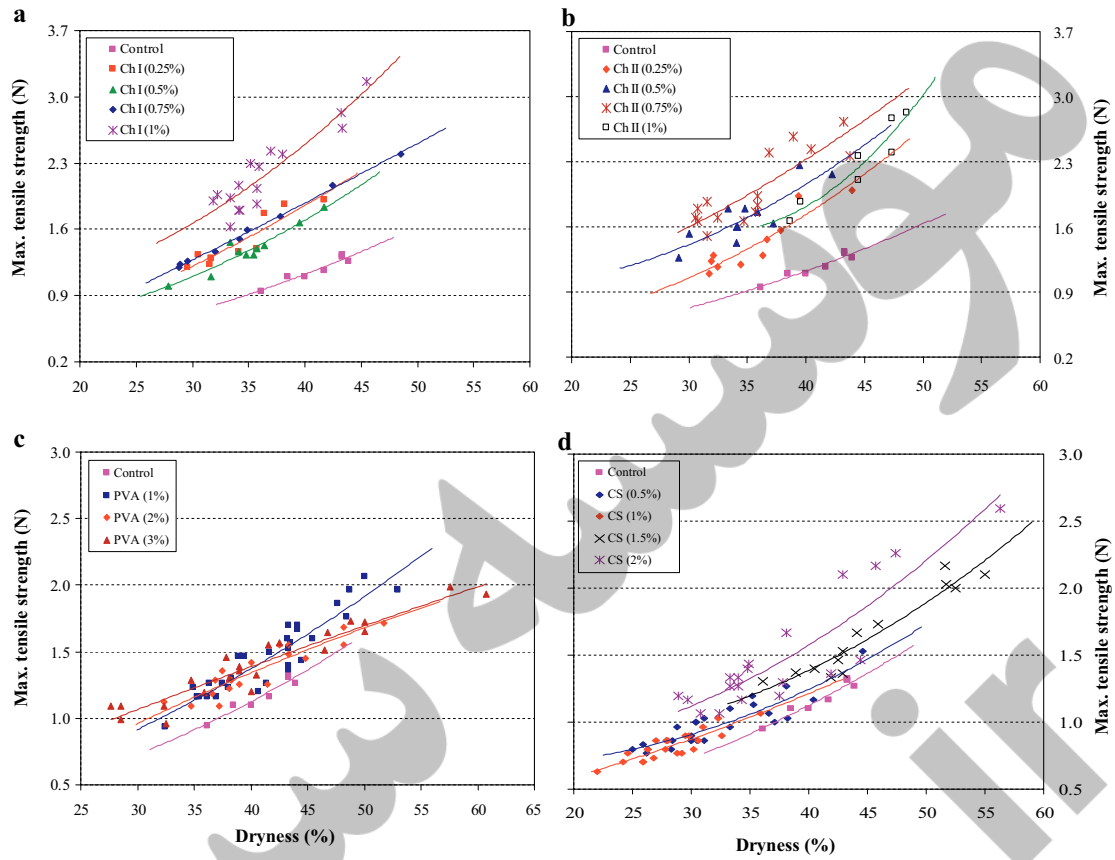 a
3.7
3.0
2.3
1.6
0.9
0.2
Max. tensile strength (N)
Control
Ch I (0.25%)
Ch I (0.5%)
Ch I (0.75%)
Ch I (1%)
20 25 30 35 40 45 50 55 60
b
3.7
3.0
2.3
1.6
0.9
0.2
Max. tensile strength (N)
Control
Ch II (0.25%)
Ch II (0.5%)
Ch II (0.75%)
Ch II (1%)
20 25 30 35 40 45 50 55 60
c
3.0
2.5
2.0
1.5
1.0
0.5
Max. tensile strength (N)
Control
PVA (1%)
PVA (2%)
PVA (3%)
25 30 35 40 45 50 55 60 65
Dryness (%)
d
3.0
2.5
2.0
1.5
1.0
0.5
Max. tensile strength (N)
Control
CS (0.5%)
CS (1%)
CS (1.5%)
CS (2%)
20 25 30 35 40 45 50 55 60
Dryness (%)
ir